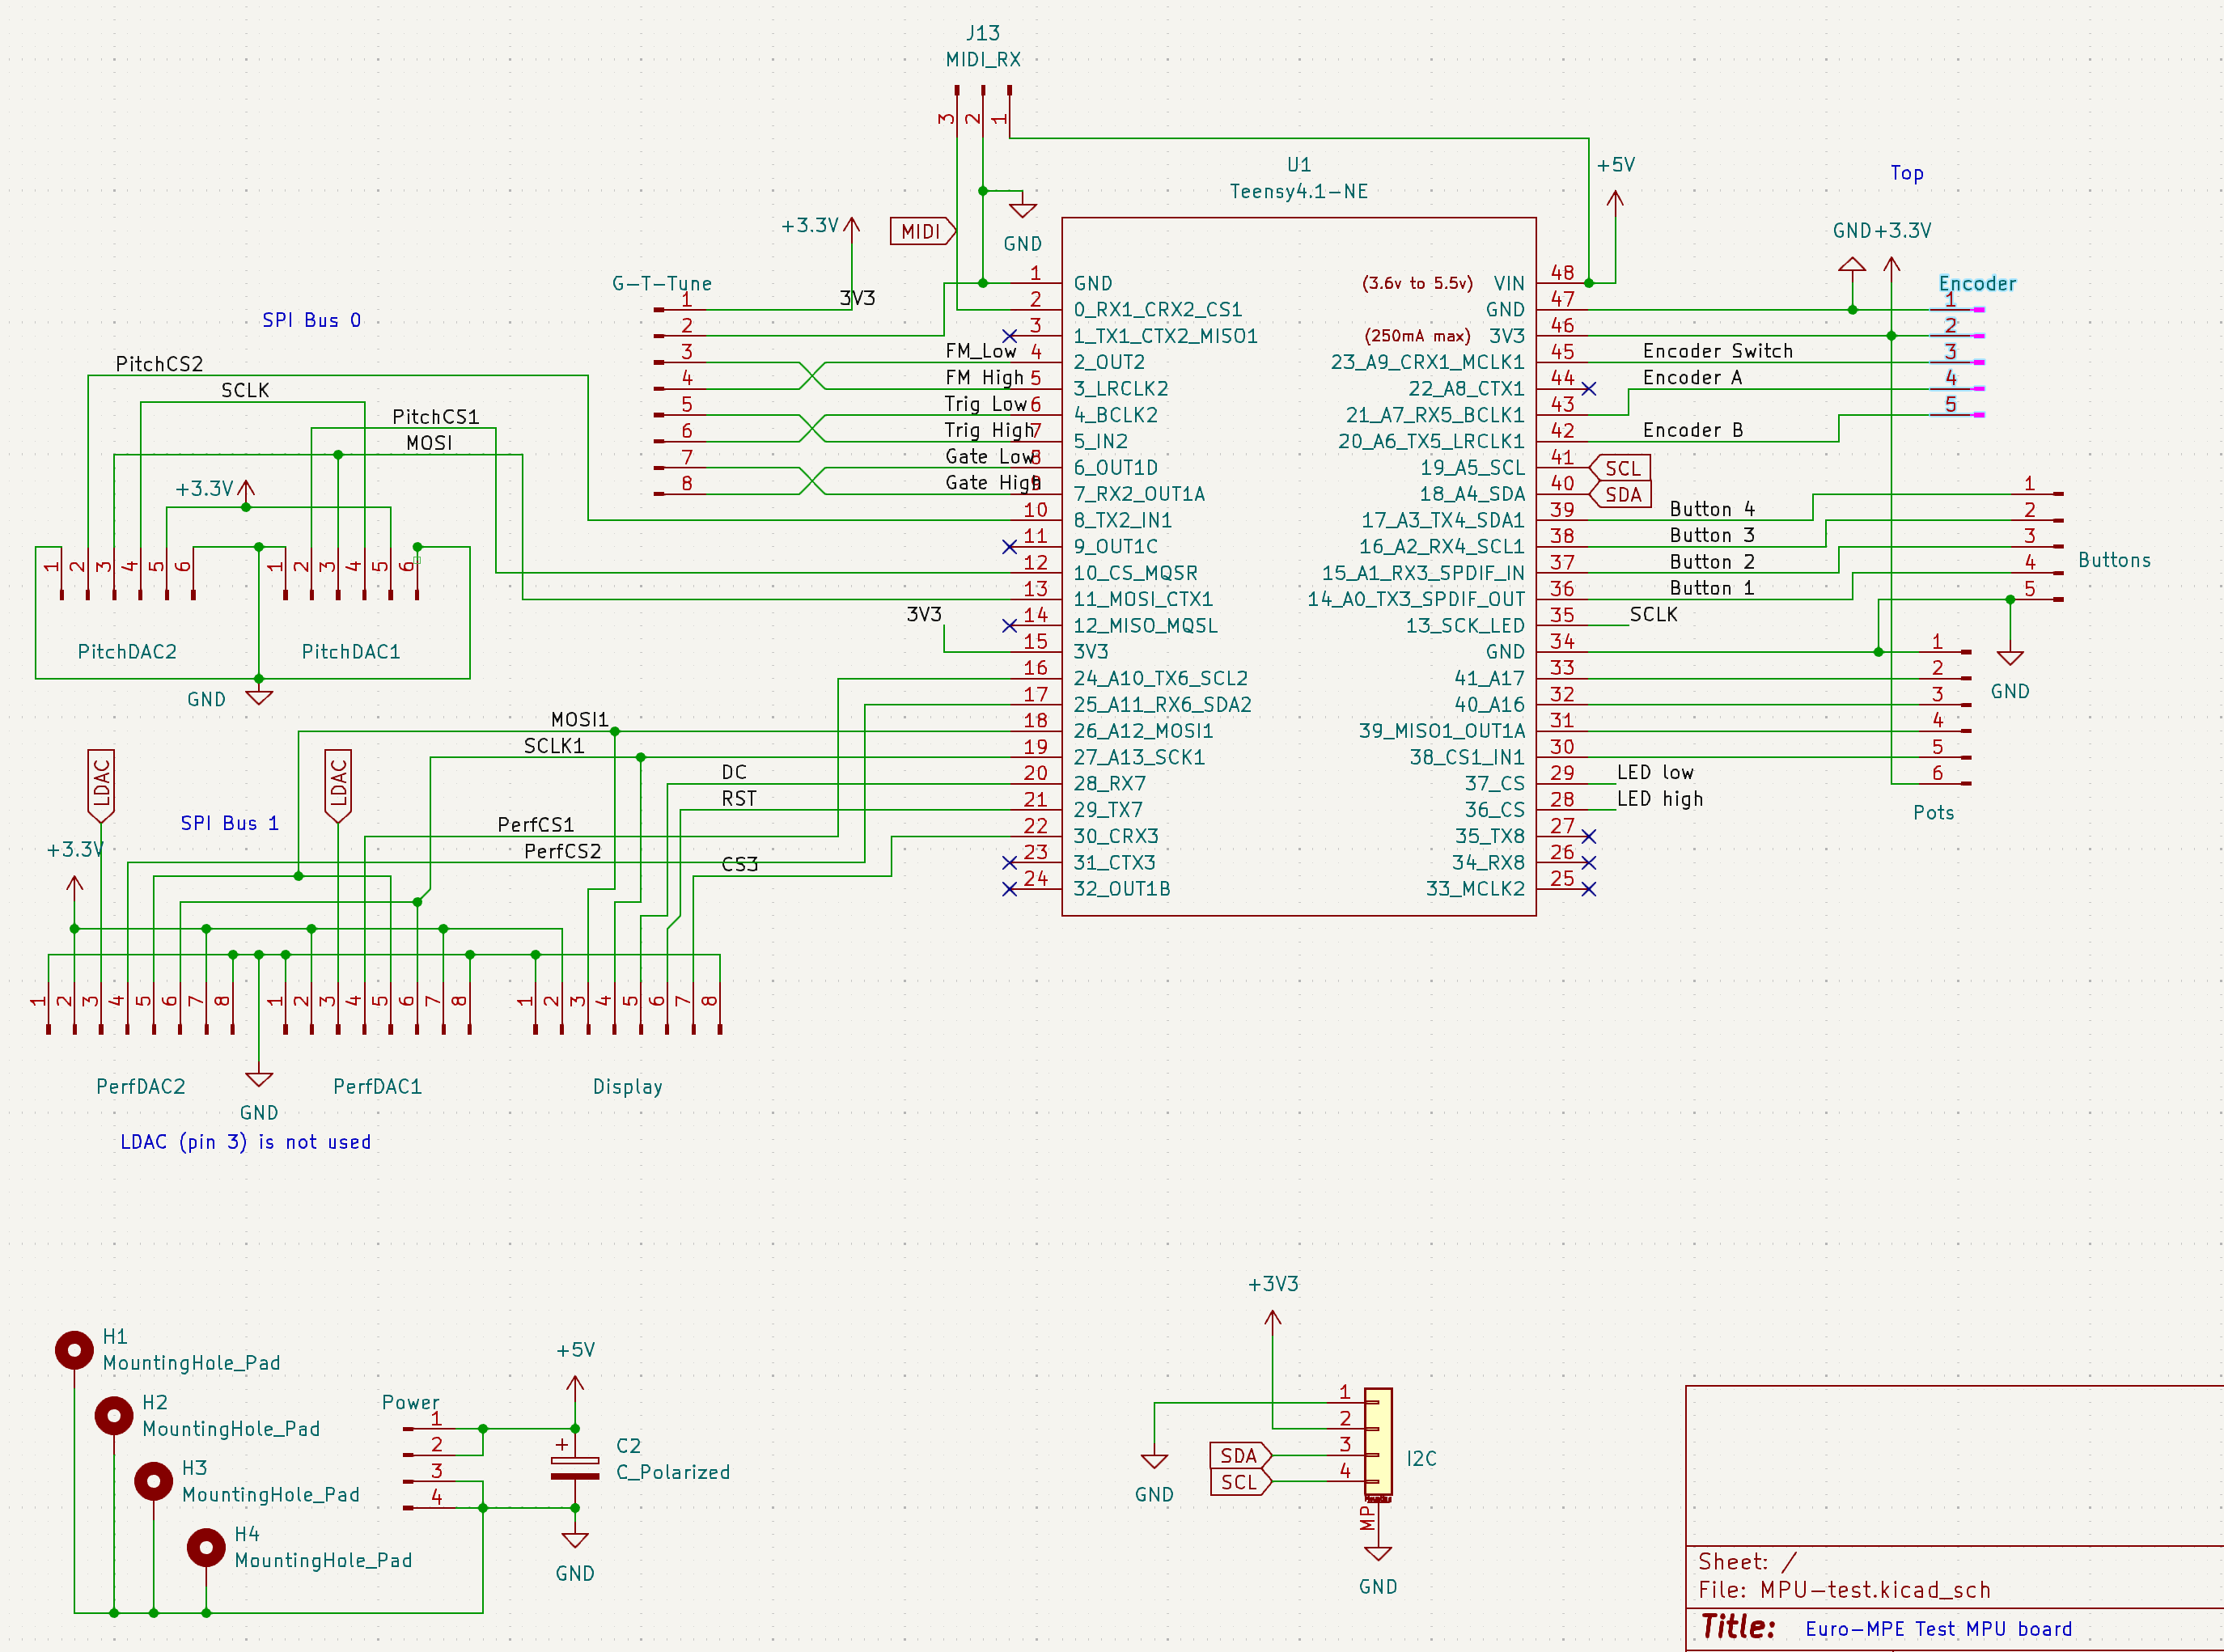 J13
MIDI_RX
3
2
1
U1
Teensy4.1-NE
+5V
Top
+3.3V
MIDI
GND
GND
+3.3V
G-T-Tune
1
2
3
4
5
6
7
8
3V3
FM_Low
FM High
Trig Low
Trig High
Gate Low
Gate High
1 GND
2 0_RX1_CRX2_CS1
3 1_TX1_CTX2_MISO1
4 2_OUT2
5 3_LRCLK2
6 4_BCLK2
7 5_IN2
8 6_OUT1D
9 7_RX2_OUT1A
10 8_TX2_IN1
11 9_OUT1C
12 10_CS_MQSR
13 11_MOSI_CTX1
14 12_MISO_MQSL
15 3V3
16 24_A10_TX6_SCL2
17 25_A11_RX6_SDA2
18 26_A12_MOSI1
19 27_A13_SCK1
20 28_RX7
21 29_TX7
22 30_CRX3
23 31_CTX3
24 32_OUT1B
(3.6v to 5.5v) VIN 48
GND 47
(250mA max) 3V3 46
23_A9_CRX1_MCLK1 45
22_A8_CTX1 44
21_A7_RX5_BCLK1 43
20_A6_TX5_LRCLK1 42
19_A5_SCL 41
18_A4_SDA 40
17_A3_TX4_SDA1 39
16_A2_RX4_SCL1 38
15_A1_RX3_SPDIF_IN 37
14_A0_TX3_SPDIF_OUT 36
13_SCK_LED 35
GND 34
41_A17 33
40_A16 32
39_MISO1_OUT1A 31
38_CS1_IN1 30
37_CS 29
36_CS 28
35_TX8 27
34_RX8 26
33_MCLK2 25
Encoder
1
2
3
4
5
Encoder Switch
Encoder A
Encoder B
SCL
SDA
Button 4
Button 3
Button 2
Button 1
1
2
3
4
5
Buttons
SCLK
GND
1
2
3
4
5
6
LED low
LED high
Pots
SPI Bus 0
PitchCS2
SCLK
PitchCS1
MOSI
+3.3V
1
2
3
4
5
6
1
2
3
4
5
6
PitchDAC2
PitchDAC1
GND
3V3
MOSI1
SCLK1
DC
RST
PerfCS1
PerfCS2
CS3
LDAC
LDAC
SPI Bus 1
+3.3V
1
2
3
4
5
6
7
8
1
2
3
4
5
6
7
8
1
2
3
4
5
6
7
8
PerfDAC2
PerfDAC1
Display
GND
LDAC (pin 3) is not used
H1
MountingHole_Pad
H2
MountingHole_Pad
H3
MountingHole_Pad
H4
MountingHole_Pad
Power
1
2
3
4
+5V
+
C2
C_Polarized
GND
+3V3
1
2
3
4
SDA
SCL
I2C
GND
MP
GND
Sheet: /
File: MPU-test.kicad_sch
Title: Euro-MPE Test MPU board